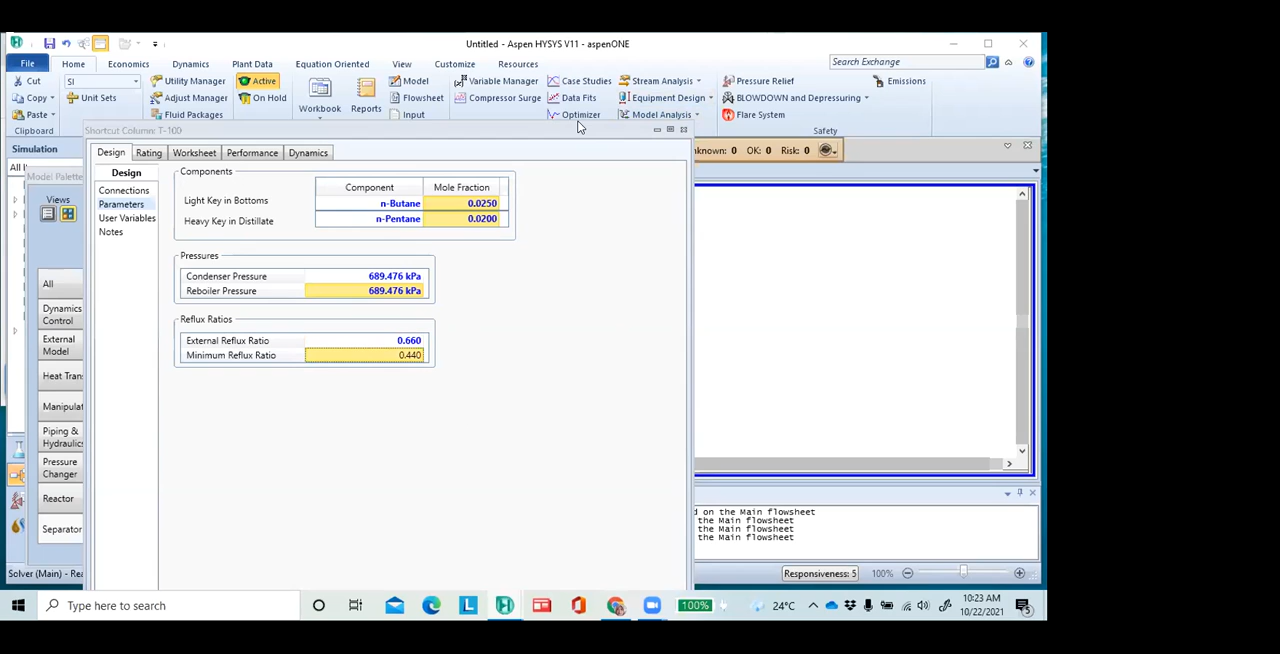 Untitled - Aspen HYSYS V11 - aspenONE
File Home Economics Dynamics Plant Data Equation Oriented View Customize Resources Search Exchange
Cut SI Utility Manager Active Model Variable Manager Case Studies Stream Analysis Pressure Relief Emissions
Copy Unit Sets Adjust Manager On Hold Workbook Reports Flowsheet Compressor Surge Data Fits Equipment Design BLOWDOWN and Depressuring
Paste Fluid Packages Input Optimizer Model Analysis Flare System
Clipboard Safety
Shortcut Column: T-100
Simulation
nknown: 0 OK: 0 Risk: 0
Design Rating Worksheet Performance Dynamics
Model Palette
Views
All
Dynamics
Control
External
Model
Heat Trans
Manipulat
Piping &
Hydraulics
Pressure
Changer
Reactor
Separator
Design
Connections
Parameters
User Variables
Notes
Components
Component Mole Fraction
Light Key in Bottoms n-Butane 0.0250
Heavy Key in Distillate n-Pentane 0.0200
Pressures
Condenser Pressure 689.476 kPa
Reboiler Pressure 689.476 kPa
Reflux Ratios
External Reflux Ratio 0.660
Minimum Reflux Ratio 0.440
d on the Main flowsheet
the Main flowsheet
the Main flowsheet
the Main flowsheet
Solver (Main) - Rea Responsiveness: 5 100%
Type here to search 100% 24°C 10:23 AM
10/22/2021